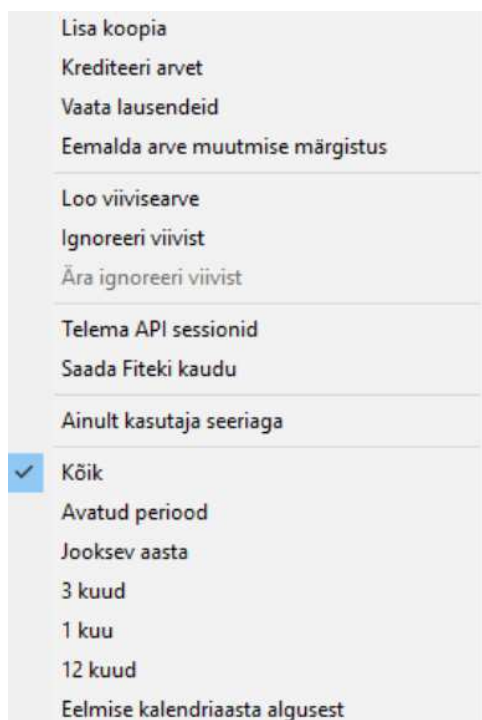 Lisa koopia
Krediteeri arvet
Vaata lausendeid
Eemalda arve muutmise märgistus
Loo viivisearve
Ignoreeri viivist
Ära ignoreeri viivist
Telema API sessionid
Saada Fiteki kaudu
Ainult kasutaja seeriaga
Kõik
Avatud periood
Jooksev aasta
3 kuud
1 kuu
12 kuud
Eelmise kalendriaasta algusest